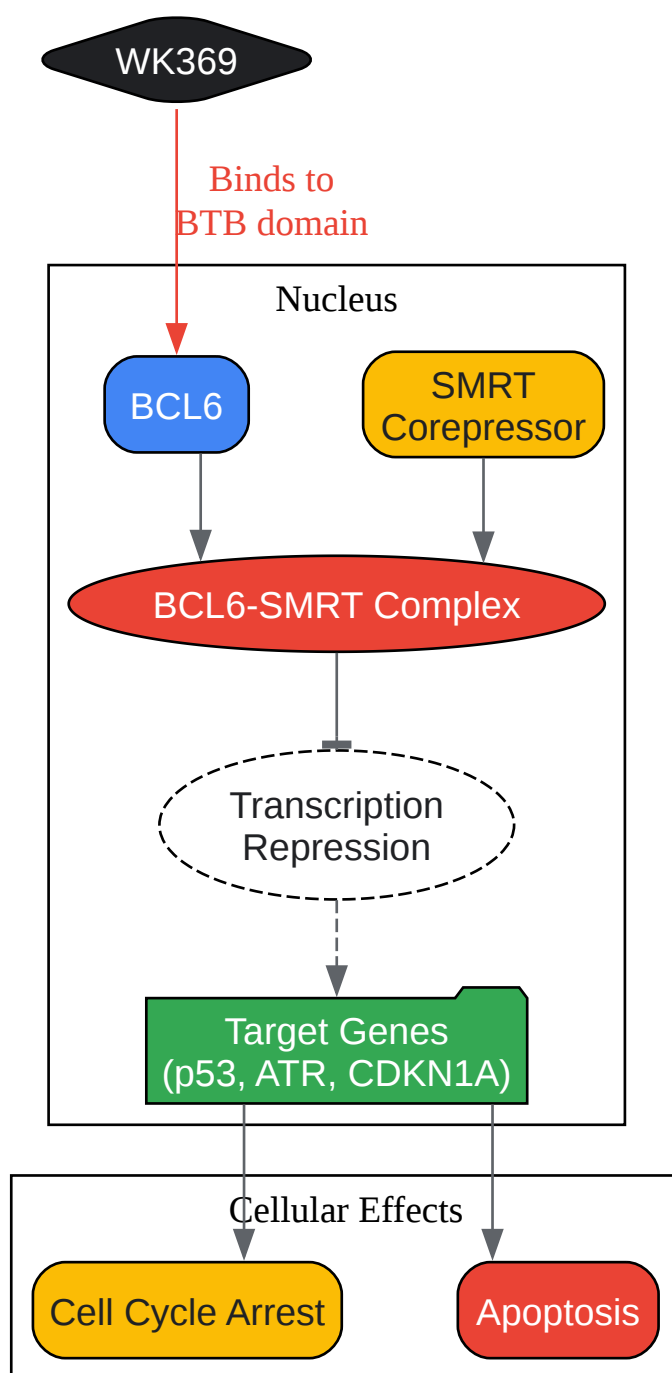 WK369
Binds to
BTB domain
Nucleus
BCL6
SMRT
Corepressor
BCL6-SMRT Complex
Transcription
Repression
Target Genes
(p53, ATR, CDKN1A)
Cellular Effects
Cell Cycle Arrest
Apoptosis